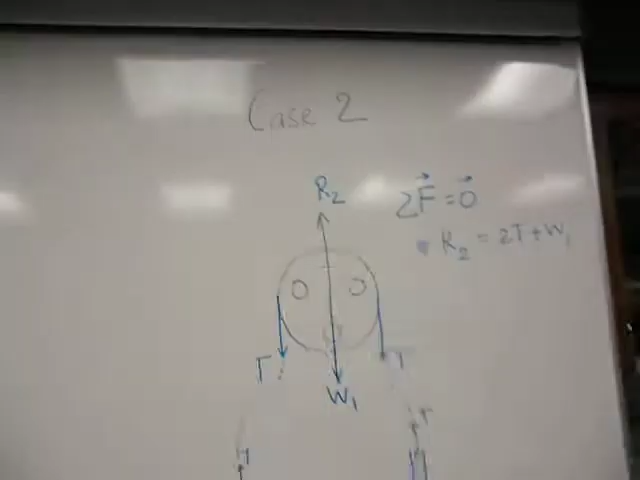 Case 2
R₂
ΣF⃗ = 0⃗
R₂ = 2T + W₁
T
T
W₁
T